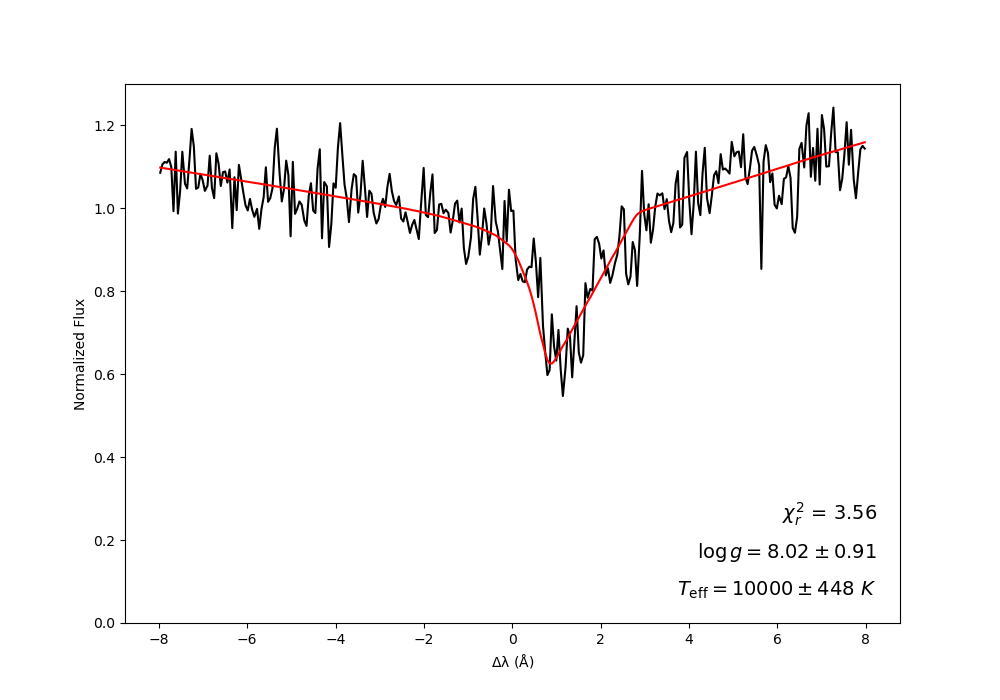 1.2
1.0
0.8
0.6
0.4
0.2
0.0
Normalized Flux
χ²ᵣ = 3.56
log g = 8.02 ± 0.91
T_eff = 10000 ± 448 K
−8 −6 −4 −2 0 2 4 6 8
Δλ (Å)